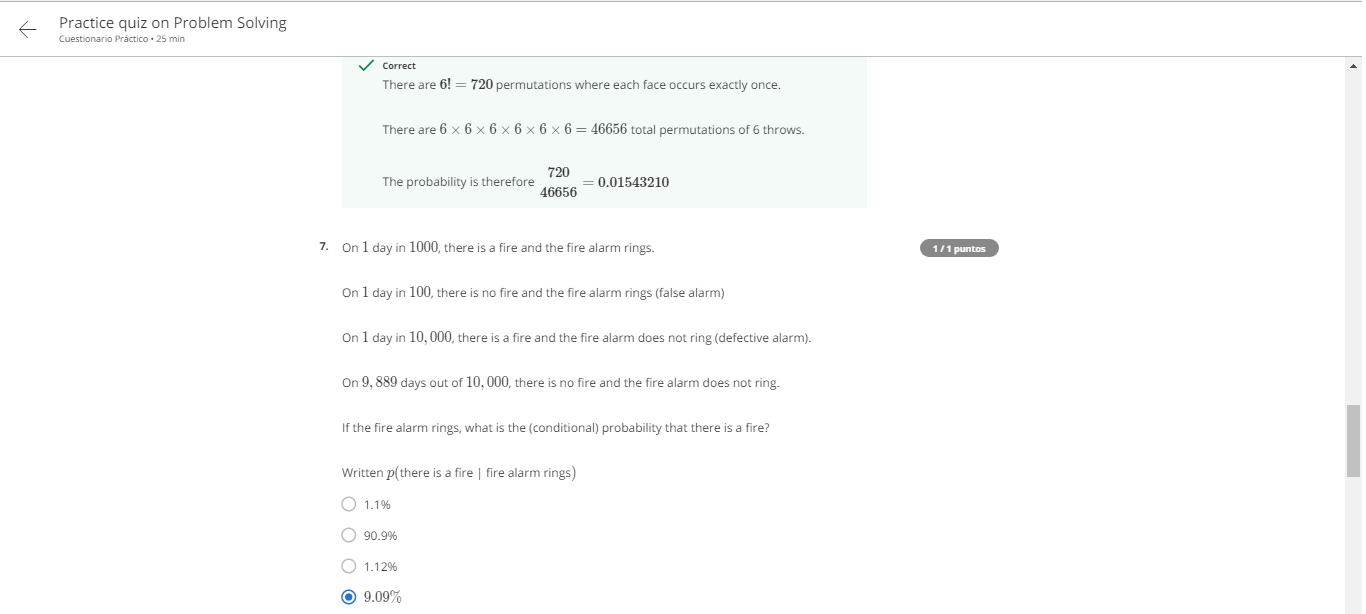 Practice quiz on Problem Solving
Cuestionario Práctico • 25 min
Correct
There are 6! = 720 permutations where each face occurs exactly once.
There are 6 × 6 × 6 × 6 × 6 × 6 = 46656 total permutations of 6 throws.
The probability is therefore 720/46656 = 0.01543210
7. On 1 day in 1000, there is a fire and the fire alarm rings.
1 / 1 puntos
On 1 day in 100, there is no fire and the fire alarm rings (false alarm)
On 1 day in 10,000, there is a fire and the fire alarm does not ring (defective alarm).
On 9,889 days out of 10,000, there is no fire and the fire alarm does not ring.
If the fire alarm rings, what is the (conditional) probability that there is a fire?
Written p(there is a fire | fire alarm rings)
1.1%
90.9%
1.12%
9.09%